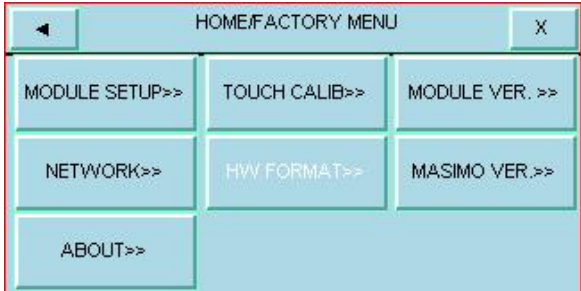 ◄ HOME/FACTORY MENU X
MODULE SETUP>> TOUCH CALIB>> MODULE VER. >>
NETWORK>> HW FORMAT>> MASIMO VER.>>
ABOUT>>